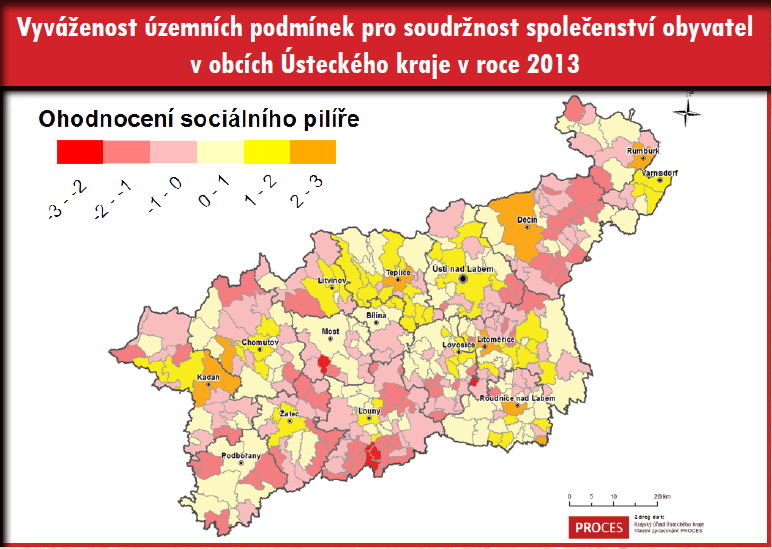 Vyváženost územních podmínek pro soudržnost společenství obyvatel
v obcích Ústeckého kraje v roce 2013
Ohodnocení sociálního pilíře
-3 - -2
-2 - -1
-1 - 0
0 - 1
1 - 2
2 - 3
Rumburk
Varnsdorf
Děčín
Ústí nad Labem
Teplice
Litvínov
Bílina
Most
Chomutov
Lovosice
Litoměřice
Kadaň
Roudnice nad Labem
Louny
Žatec
Podbořany
0 5 10 20 km
PROCES
Zdroj dat:
Krajský úřad Ústeckého kraje
Vlastní zpracování PROCES